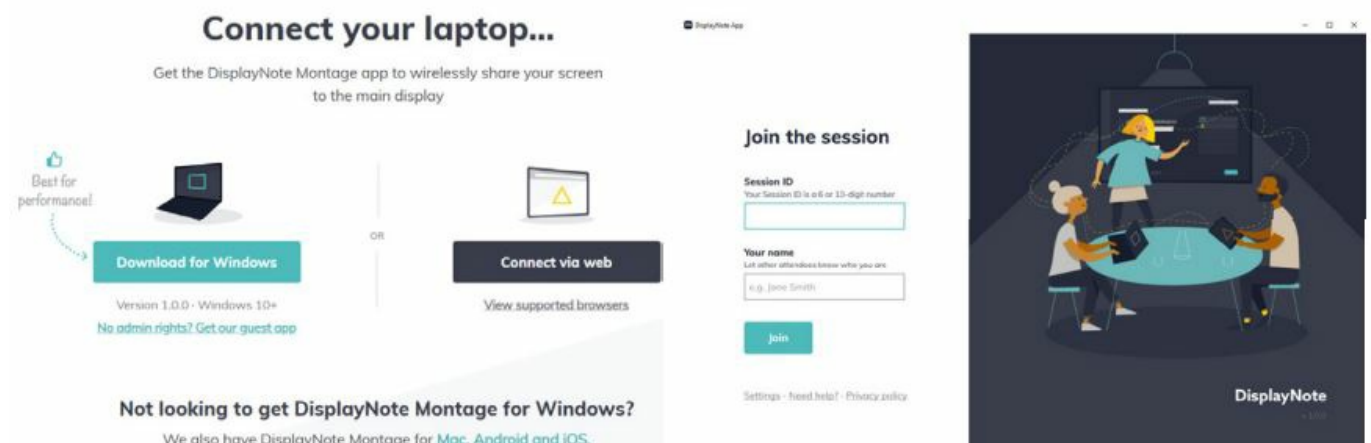 Connect your laptop...
Get the DisplayNote Montage app to wirelessly share your screen
to the main display
Best for
performance!
OR
Download for Windows
Connect via web
Version 1.0.0 - Windows 10+
View supported browsers
No admin rights? Get our guest app
Not looking to get DisplayNote Montage for Windows?
We also have DisplayNote Montage for Mac, Android and iOS.
DisplayNote App
Join the session
Session ID
Your Session ID is a 6 or 13-digit number
Your name
Let other attendees know who you are
e.g. Jane Smith
Join
Settings - Need help? - Privacy policy
DisplayNote